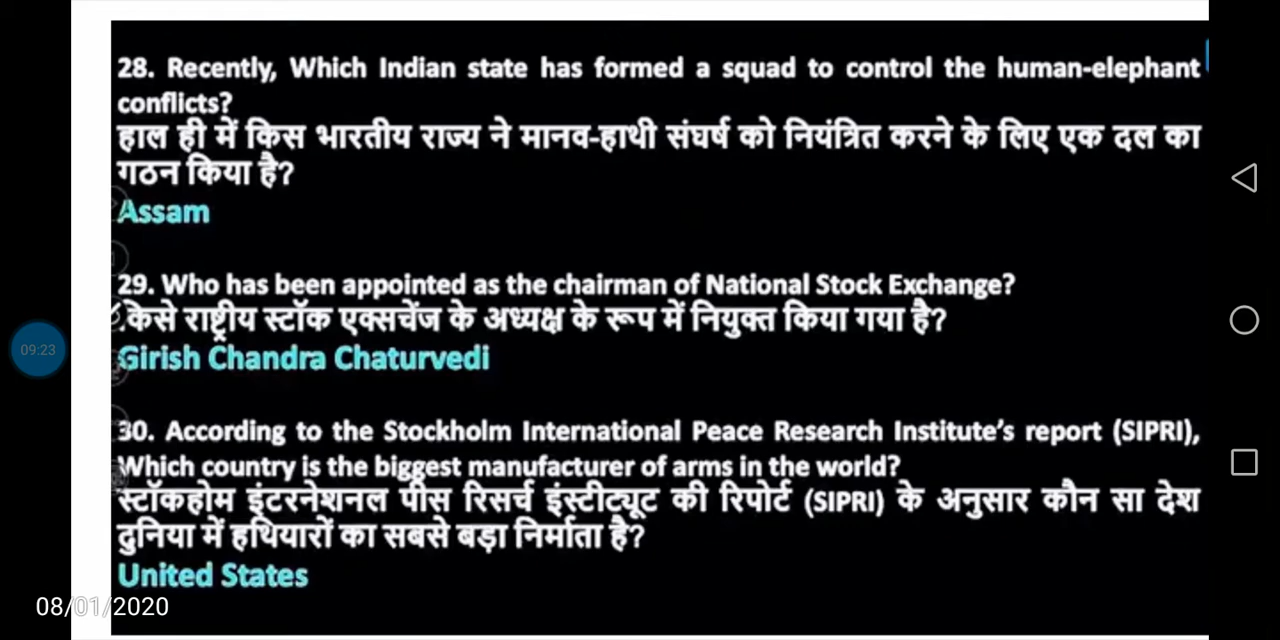 28. Recently, Which Indian state has formed a squad to control the human-elephant
conflicts?
हाल ही में किस भारतीय राज्य ने मानव-हाथी संघर्ष को नियंत्रित करने के लिए एक दल का
गठन किया है?
Assam
29. Who has been appointed as the chairman of National Stock Exchange?
.किसे राष्ट्रीय स्टॉक एक्सचेंज के अध्यक्ष के रूप में नियुक्त किया गया है?
09:23
Girish Chandra Chaturvedi
30. According to the Stockholm International Peace Research Institute's report (SIPRI),
Which country is the biggest manufacturer of arms in the world?
स्टॉकहोम इंटरनेशनल पीस रिसर्च इंस्टीट्यूट की रिपोर्ट (SIPRI) के अनुसार कौन सा देश
दुनिया में हथियारों का सबसे बड़ा निर्माता है?
United States
08/01/2020